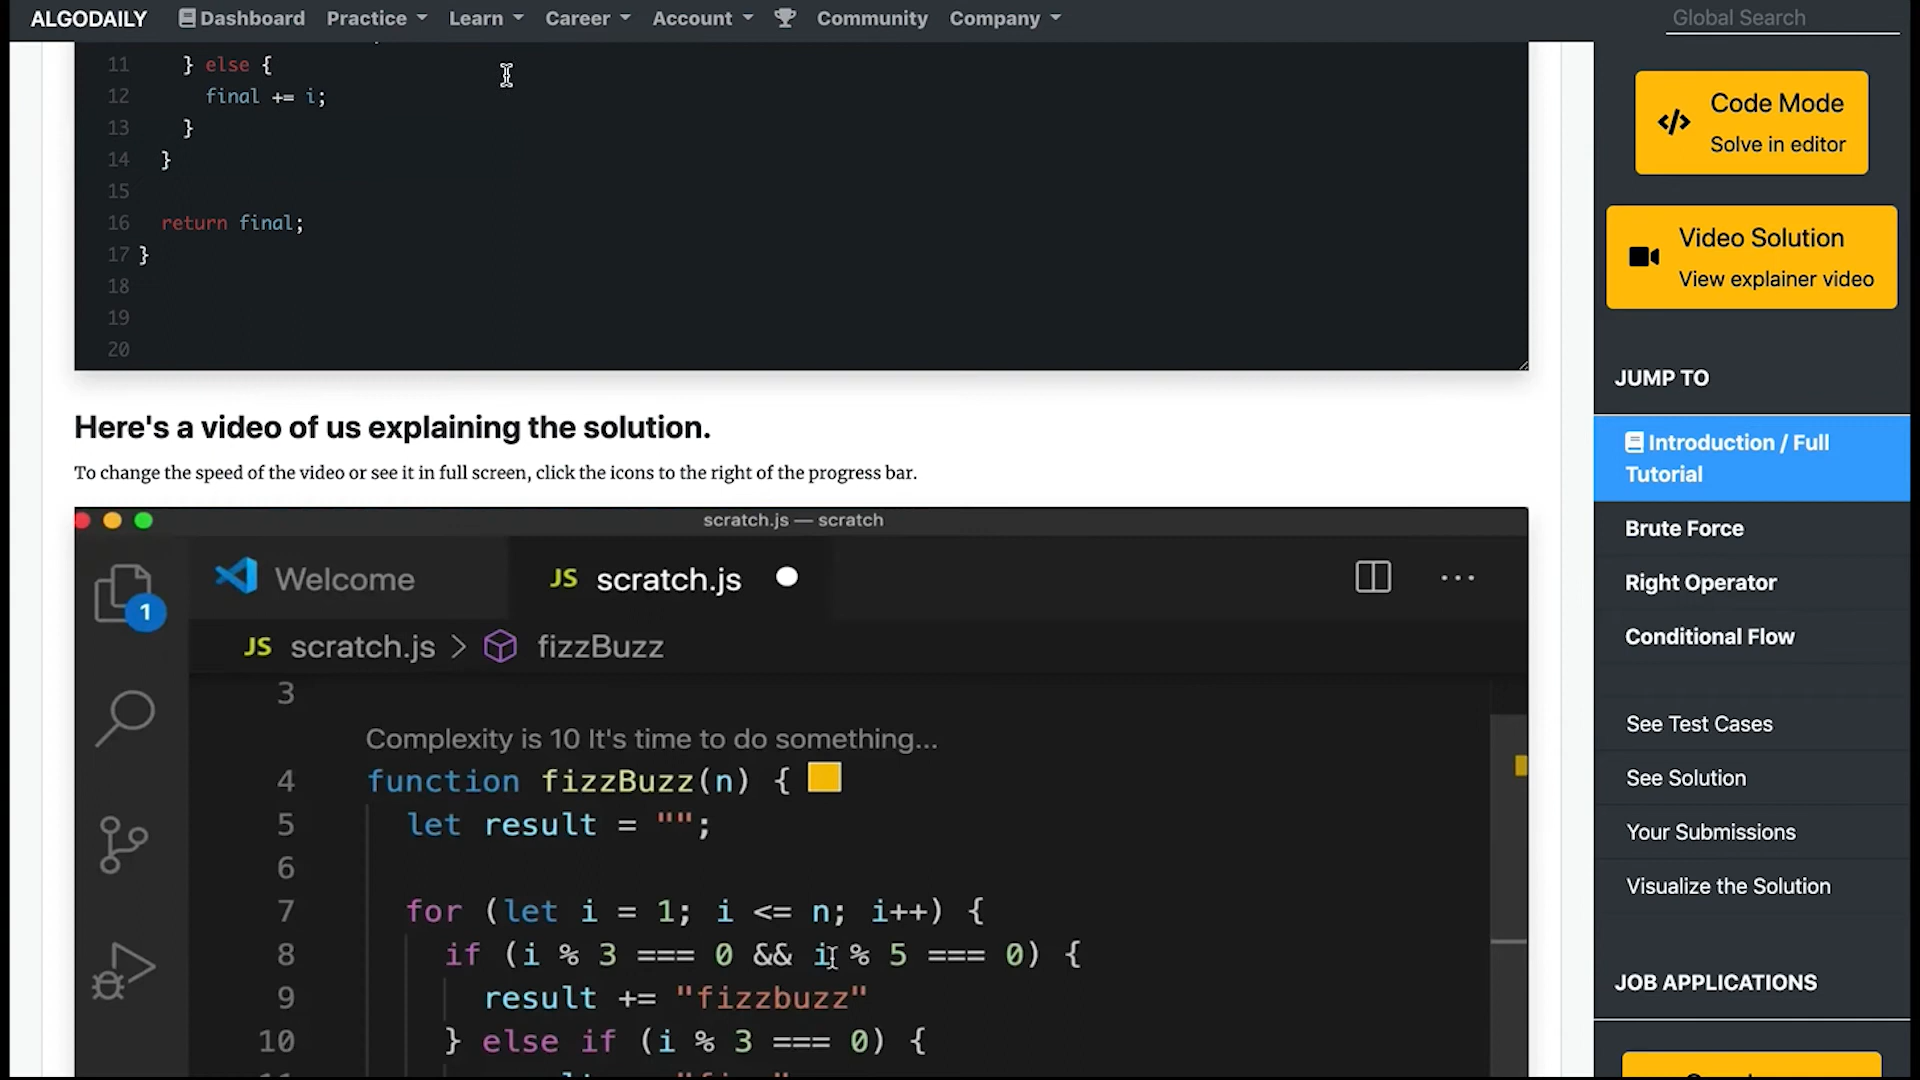 ALGODAILY Dashboard Practice Learn Career Account Community Company Global Search
11 } else {
12 final += i;
13 }
14 }
15
16 return final;
17 }
18
19
20
Here's a video of us explaining the solution.
To change the speed of the video or see it in full screen, click the icons to the right of the progress bar.
scratch.js — scratch
1
Welcome
JS scratch.js
JS scratch.js > fizzBuzz
3
Complexity is 10 It's time to do something...
4 function fizzBuzz(n) {
5 let result = "";
6
7 for (let i = 1; i <= n; i++) {
8 if (i % 3 === 0 && i % 5 === 0) {
9 result += "fizzbuzz"
10 } else if (i % 3 === 0) {
</> Code Mode
Solve in editor
Video Solution
View explainer video
JUMP TO
Introduction / Full
Tutorial
Brute Force
Right Operator
Conditional Flow
See Test Cases
See Solution
Your Submissions
Visualize the Solution
JOB APPLICATIONS